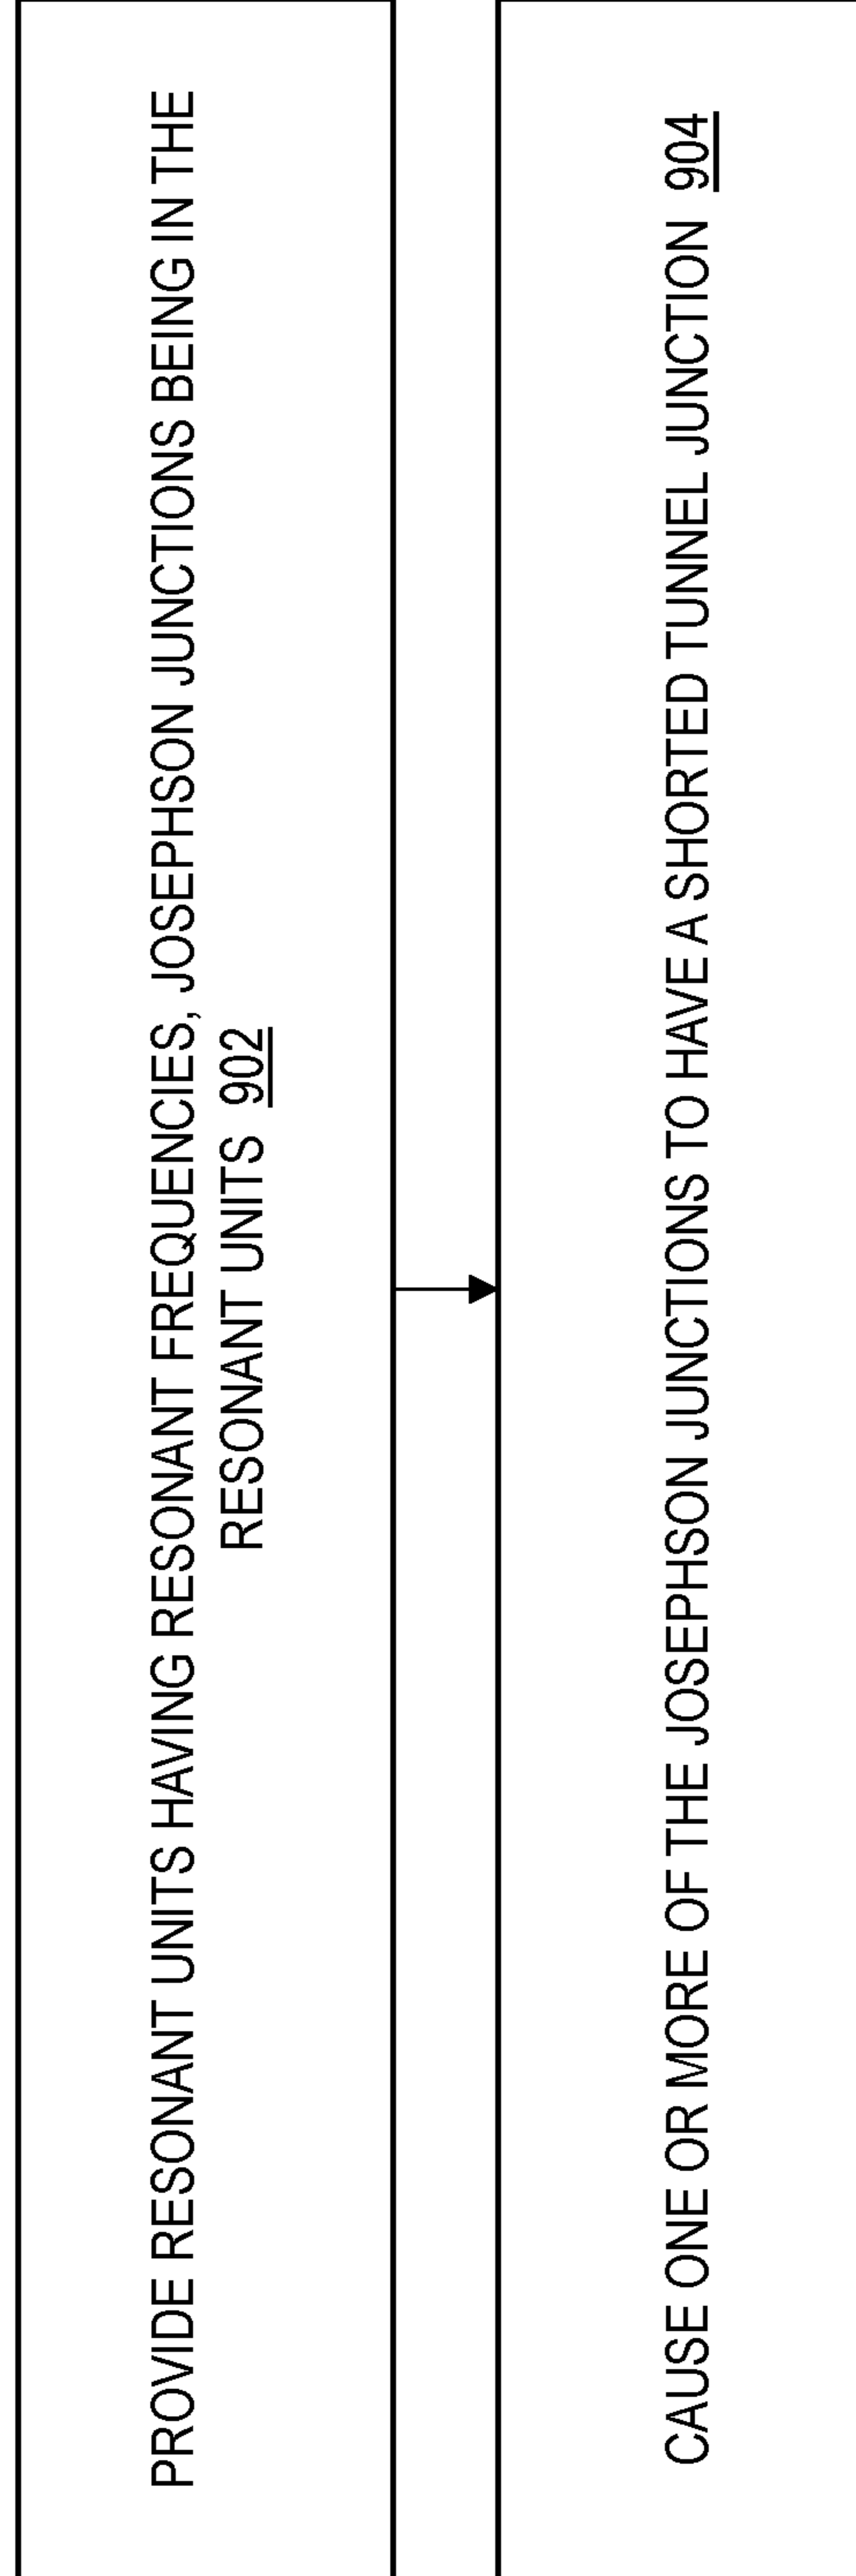 PROVIDE RESONANT UNITS HAVING RESONANT FREQUENCIES, JOSEPHSON JUNCTIONS BEING IN THE
RESONANT UNITS 902
CAUSE ONE OR MORE OF THE JOSEPHSON JUNCTIONS TO HAVE A SHORTED TUNNEL JUNCTION 904